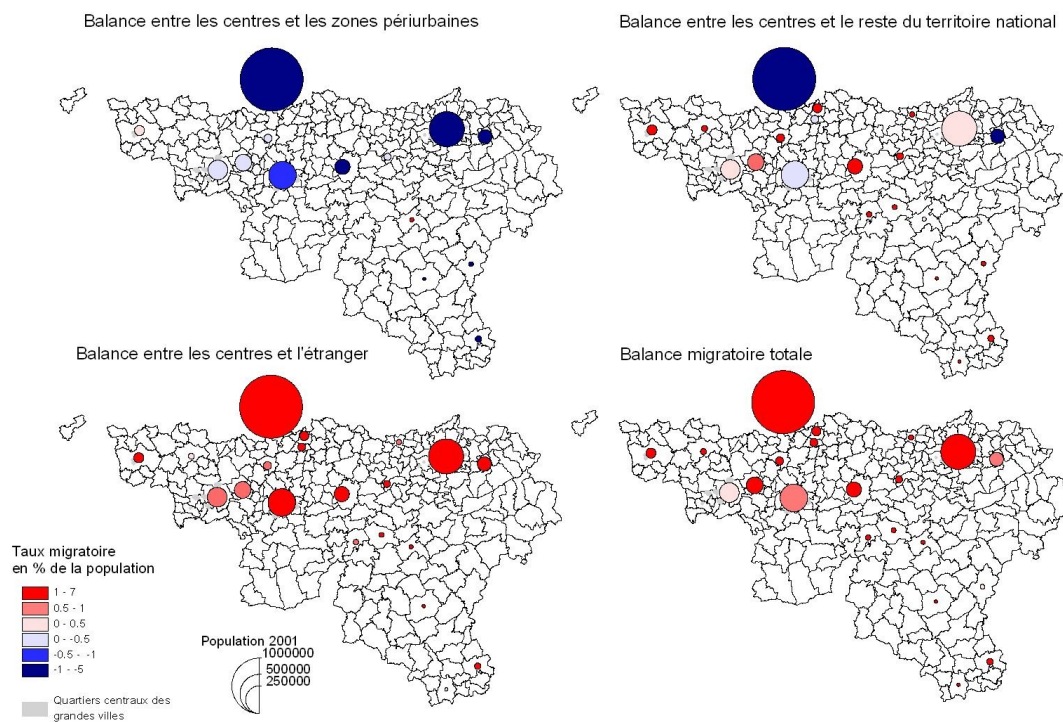 Balance entre les centres et les zones périurbaines
Balance entre les centres et le reste du territoire national
Balance entre les centres et l'étranger
Balance migratoire totale
Taux migratoire
en % de la population
1 - 7
0.5 - 1
0 - 0.5
0 - -0.5
-0.5 - -1
-1 - -5
Quartiers centraux des
grandes villes
Population 2001
1000000
500000
250000